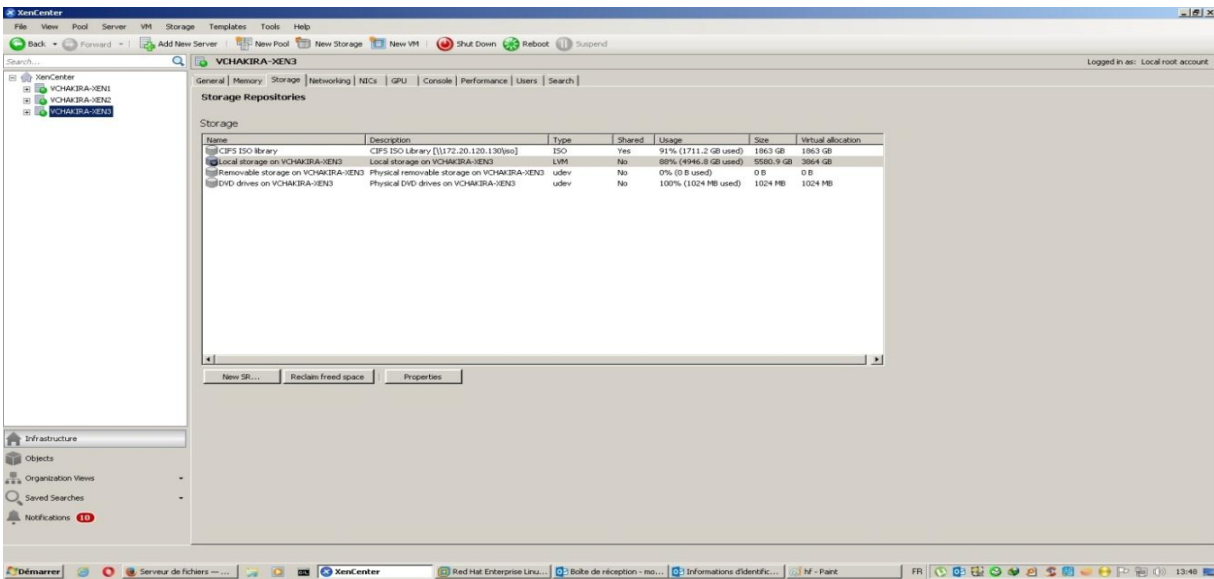 XenCenter
File View Pool Server VM Storage Templates Tools Help
Back Forward Add New Server New Pool New Storage New VM Shut Down Reboot Suspend
Search... VCHAKIRA-XEN3 Logged in as: Local root account
XenCenter
VCHAKIRA-XEN1
VCHAKIRA-XEN2
VCHAKIRA-XEN3
General Memory Storage Networking NICs GPU Console Performance Users Search
Storage Repositories
Storage
Name Description Type Shared Usage Size Virtual allocation
CIFS ISO library CIFS ISO Library [\\172.20.120.130\iso] ISO Yes 91% (1711.2 GB used) 1863 GB 1863 GB
Local storage on VCHAKIRA-XEN3 Local storage on VCHAKIRA-XEN3 LVM No 88% (4946.8 GB used) 5580.9 GB 3864 GB
Removable storage on VCHAKIRA-XEN3 Physical removable storage on VCHAKIRA-XEN3 udev No 0% (0 B used) 0 B 0 B
DVD drives on VCHAKIRA-XEN3 Physical DVD drives on VCHAKIRA-XEN3 udev No 100% (1024 MB used) 1024 MB 1024 MB
New SR... Reclaim freed space Properties
Infrastructure
Objects
Organization Views
Saved Searches
Notifications 10
Démarrer Serveur de fichiers — ... XenCenter Red Hat Enterprise Linu... Boîte de réception - mo... Informations d'identific... hf - Paint FR 13:48